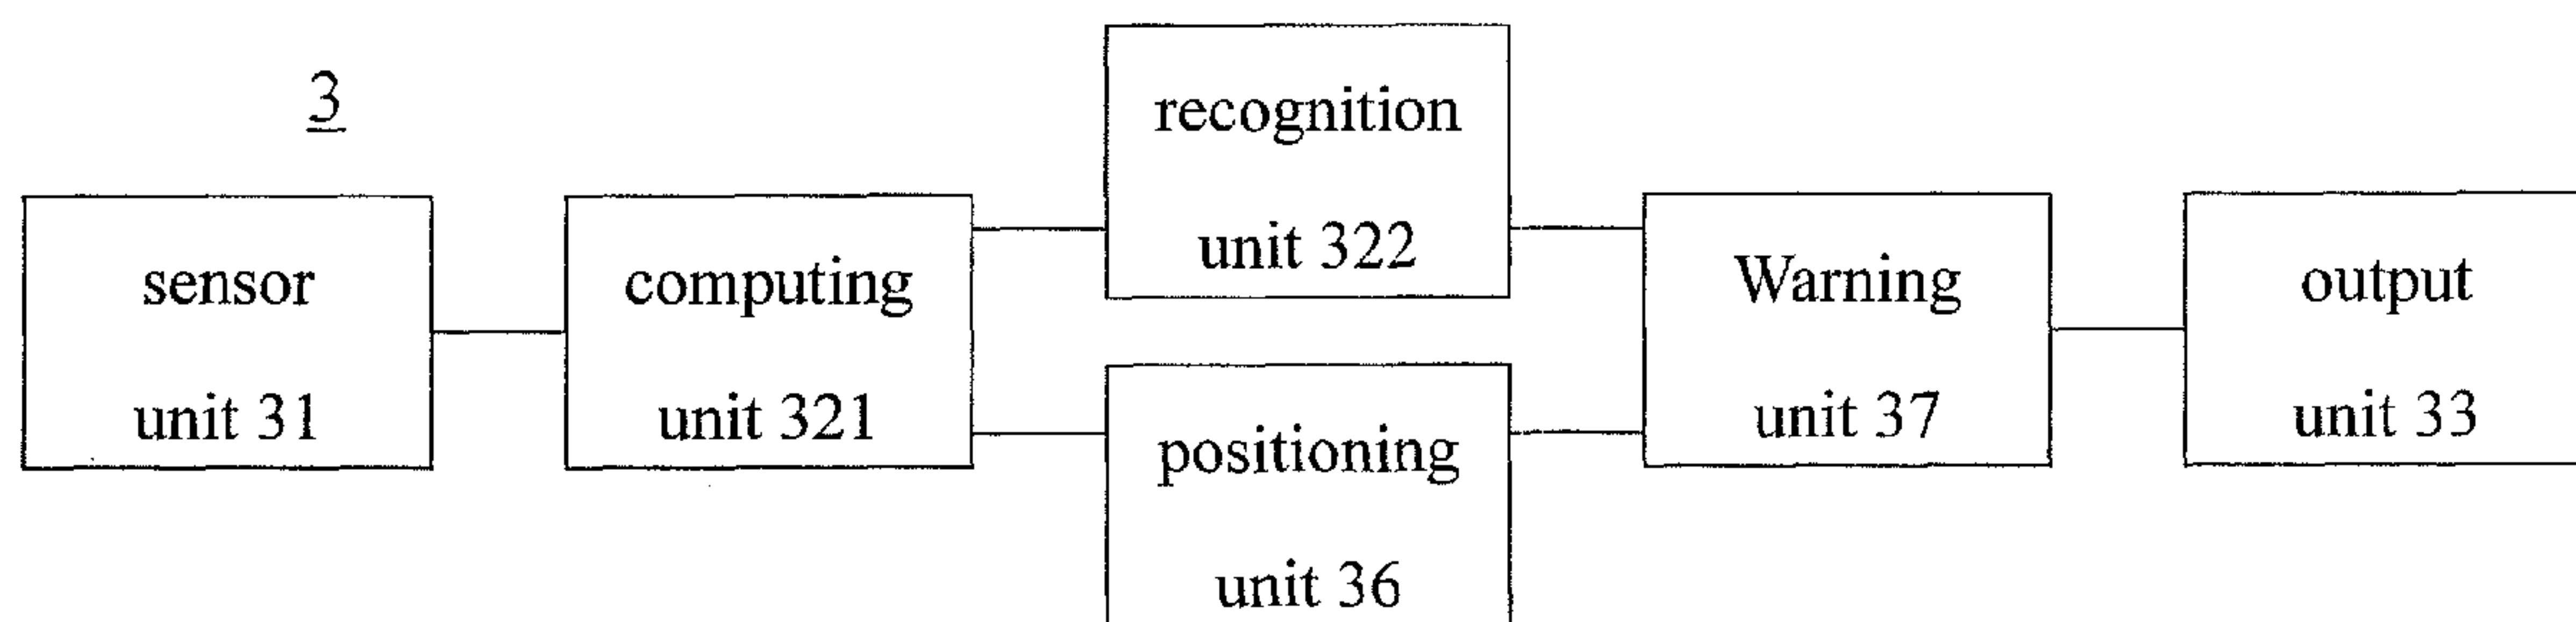 3
sensor
unit 31
computing
unit 321
recognition
unit 322
positioning
unit 36
Warning
unit 37
output
unit 33